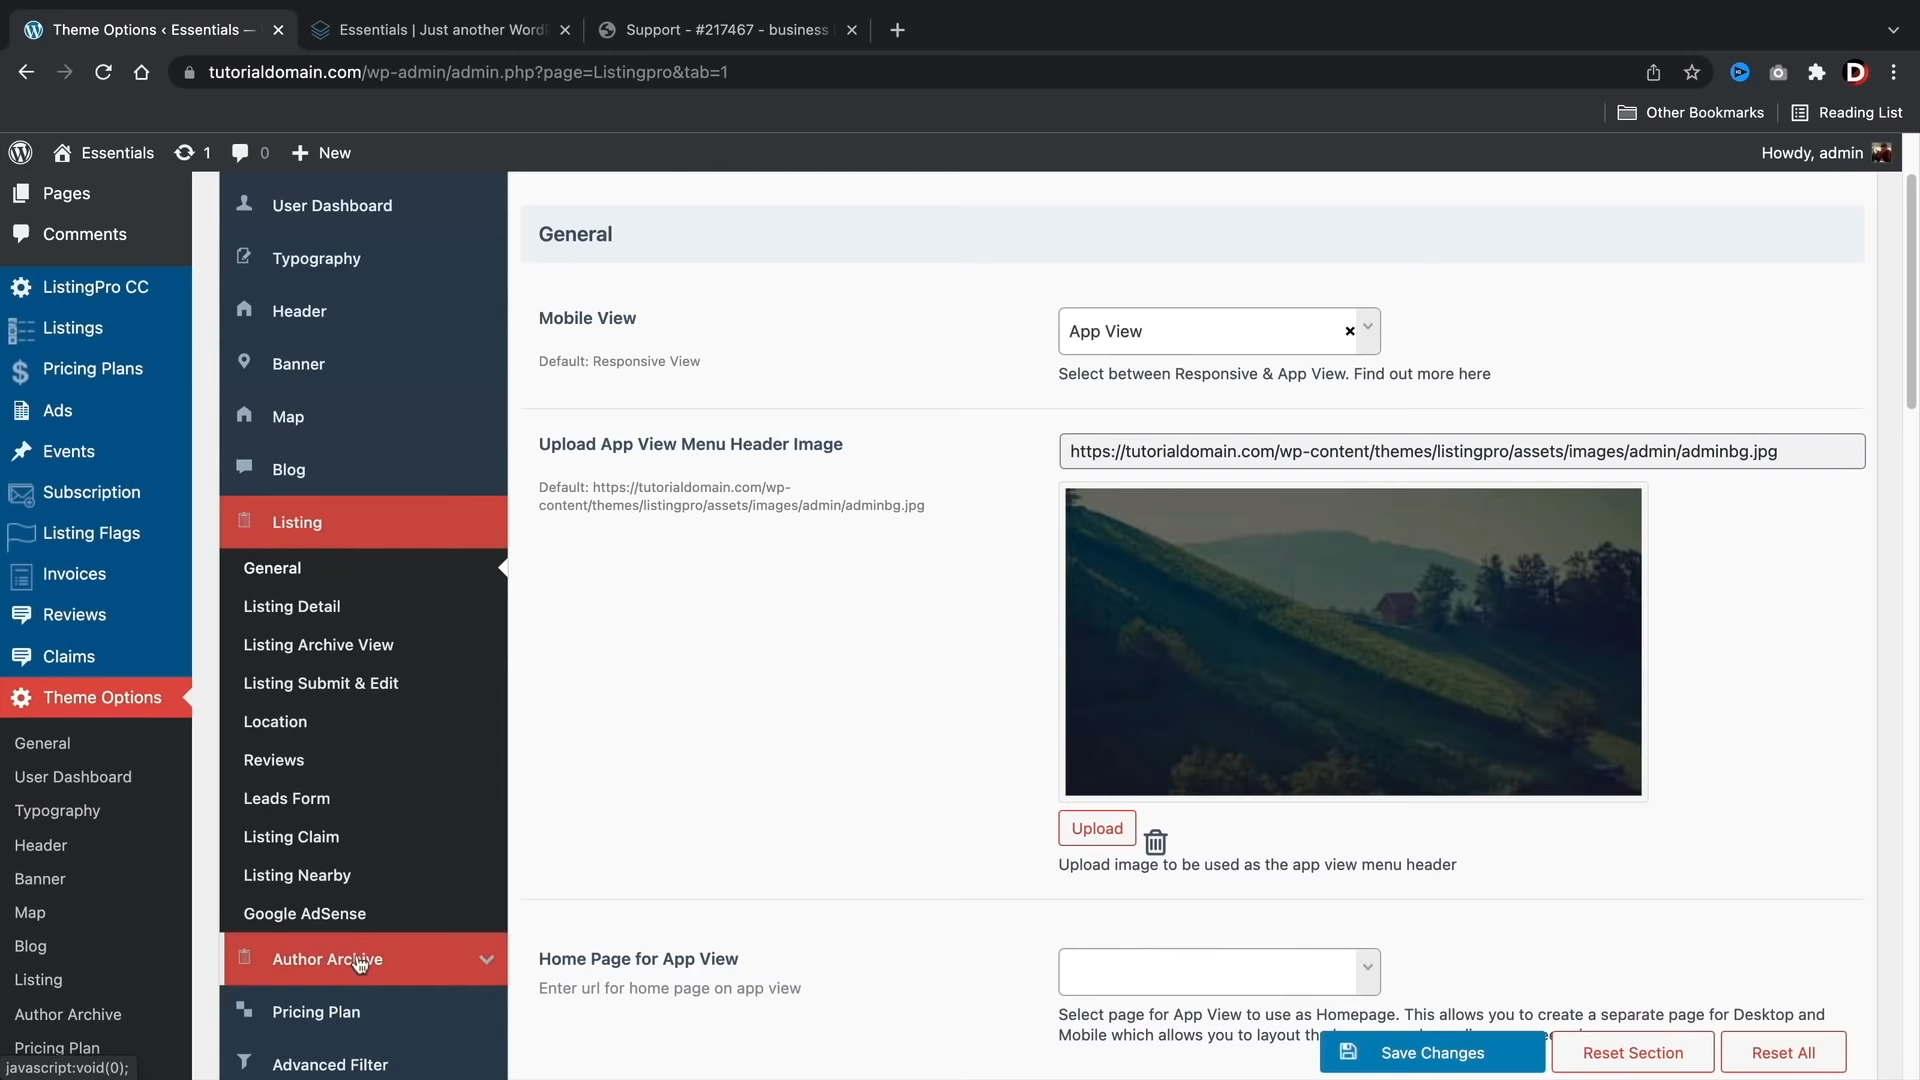 Theme Options ‹ Essentials —
Essentials | Just another Word
Support - #217467 - business
tutorialdomain.com/wp-admin/admin.php?page=Listingpro&tab=1
Other Bookmarks
Reading List
Essentials
1
0
New
Howdy, admin
Pages
Comments
ListingPro CC
Listings
Pricing Plans
Ads
Events
Subscription
Listing Flags
Invoices
Reviews
Claims
Theme Options
General
User Dashboard
Typography
Header
Banner
Map
Blog
Listing
Author Archive
Pricing Plan
javascript:void(0);
User Dashboard
Typography
Header
Banner
Map
Blog
Listing
General
Listing Detail
Listing Archive View
Listing Submit & Edit
Location
Reviews
Leads Form
Listing Claim
Listing Nearby
Google AdSense
Author Archive
Pricing Plan
Advanced Filter
General
Mobile View
Default: Responsive View
App View
Select between Responsive & App View. Find out more here
Upload App View Menu Header Image
Default: https://tutorialdomain.com/wp-
content/themes/listingpro/assets/images/admin/adminbg.jpg
https://tutorialdomain.com/wp-content/themes/listingpro/assets/images/admin/adminbg.jpg
Upload
Upload image to be used as the app view menu header
Home Page for App View
Enter url for home page on app view
Select page for App View to use as Homepage. This allows you to create a separate page for Desktop and
Mobile which allows you to layout
Save Changes
Reset Section
Reset All